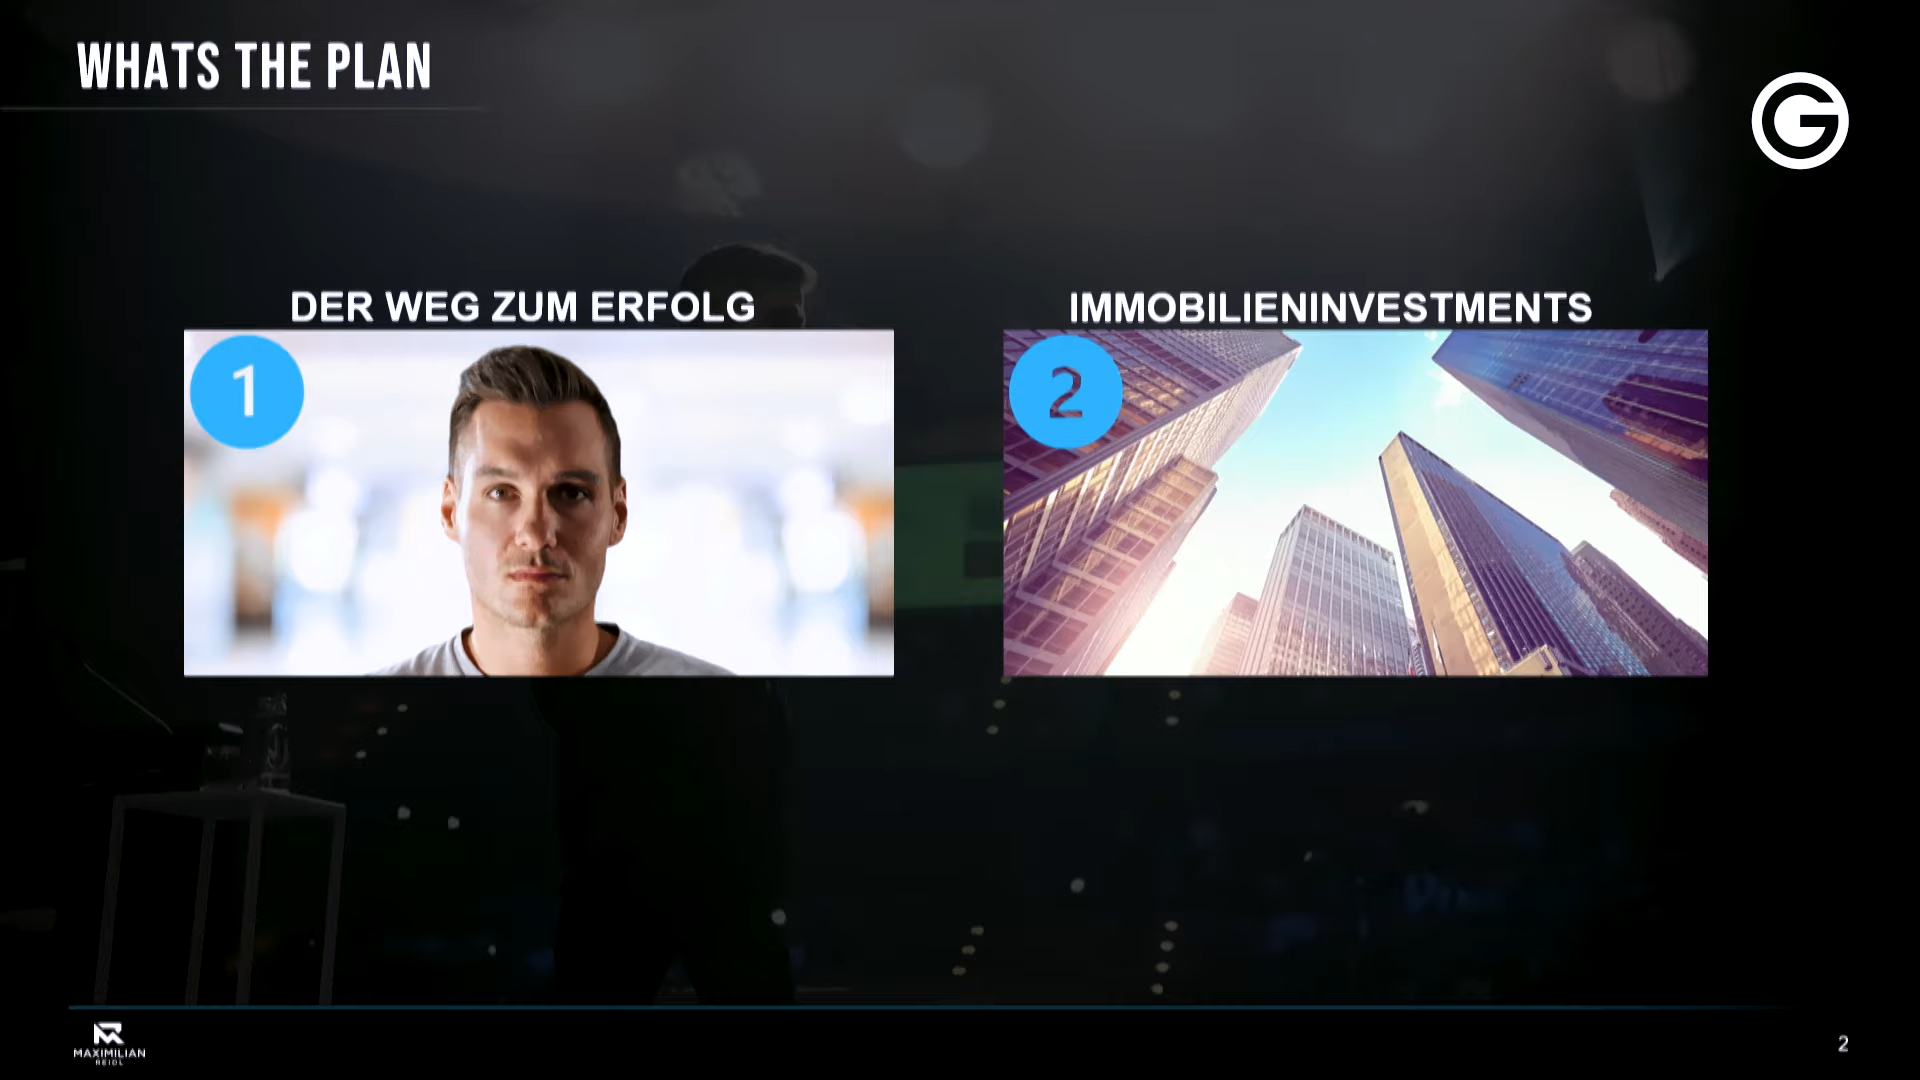 WHATS THE PLAN
G
DER WEG ZUM ERFOLG
IMMOBILIENINVESTMENTS
1
2
MAXIMILIAN
REIDL
2